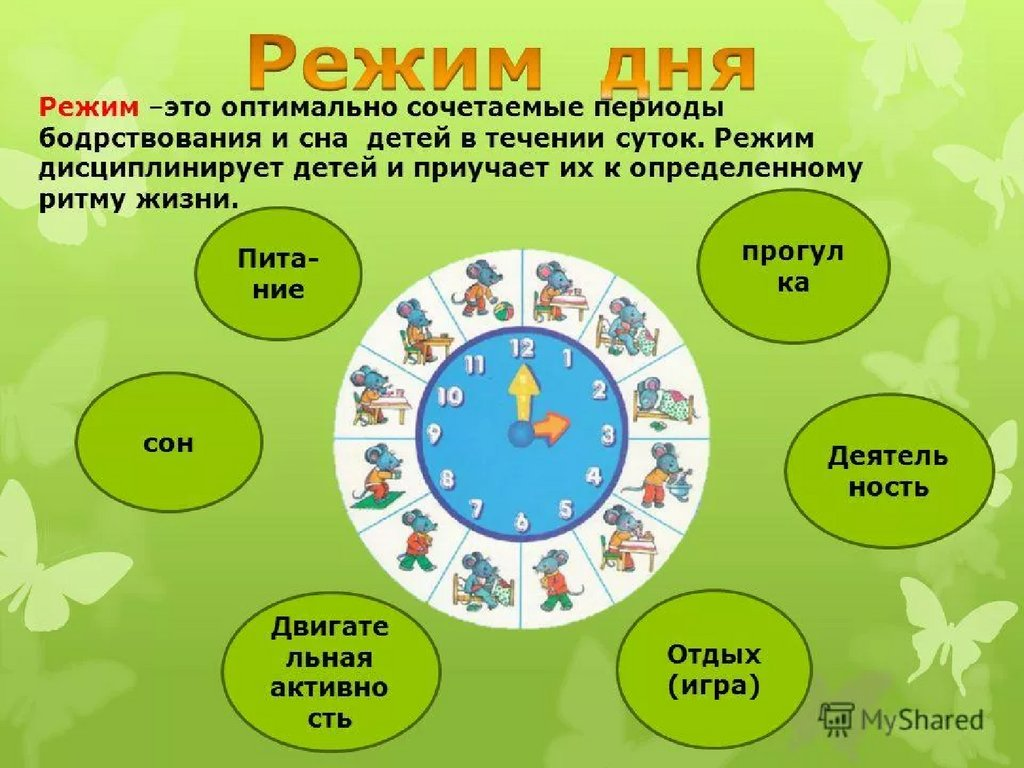 Режим дня
Режим –это оптимально сочетаемые периоды
бодрствования и сна детей в течении суток. Режим
дисциплинирует детей и приучает их к определенному
ритму жизни.
Пита-
ние
прогул
ка
12
1
2
3
4
5
6
7
8
9
10
11
сон
Деятель
ность
Двигате
льная
активно
сть
Отдых
(игра)
MyShared